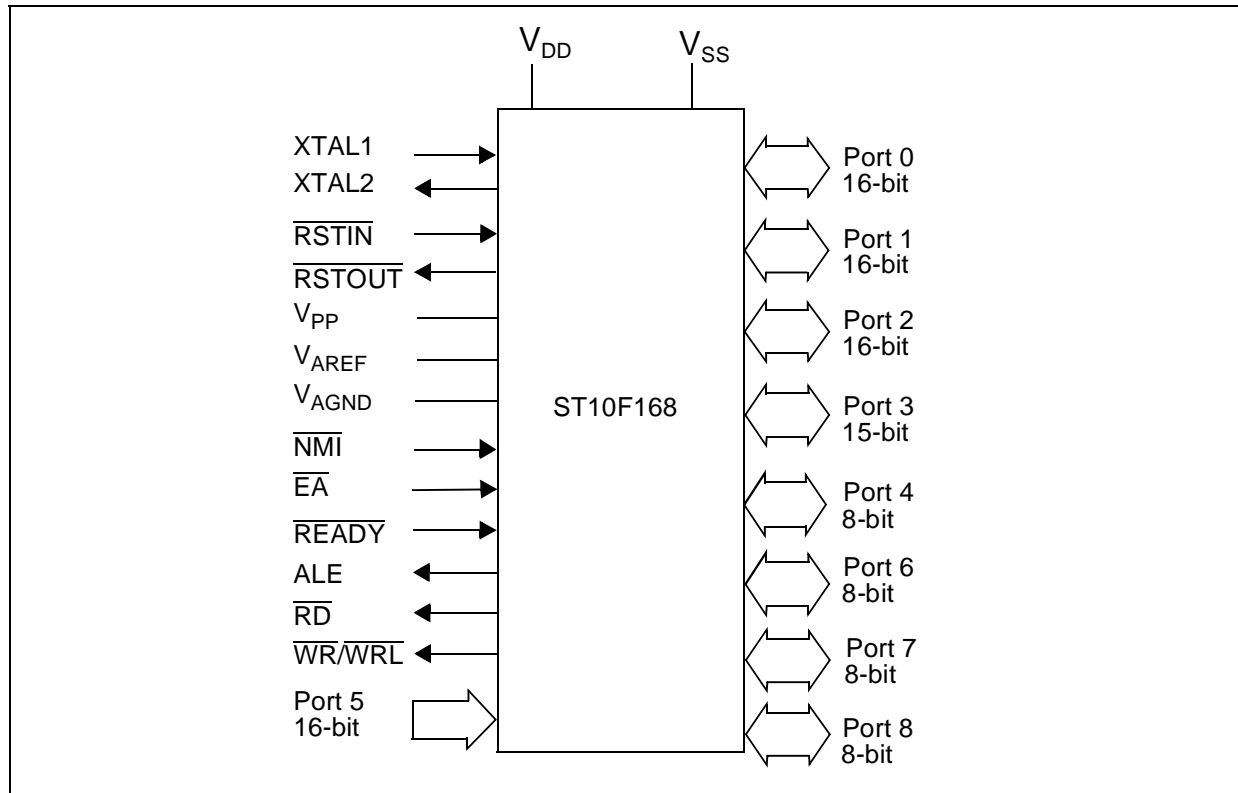 VDD
VSS
XTAL1
XTAL2
RSTIN
RSTOUT
VPP
VAREF
VAGND
NMI
EA
READY
ALE
RD
WR/WRL
Port 5
16-bit
ST10F168
Port 0
16-bit
Port 1
16-bit
Port 2
16-bit
Port 3
15-bit
Port 4
8-bit
Port 6
8-bit
Port 7
8-bit
Port 8
8-bit